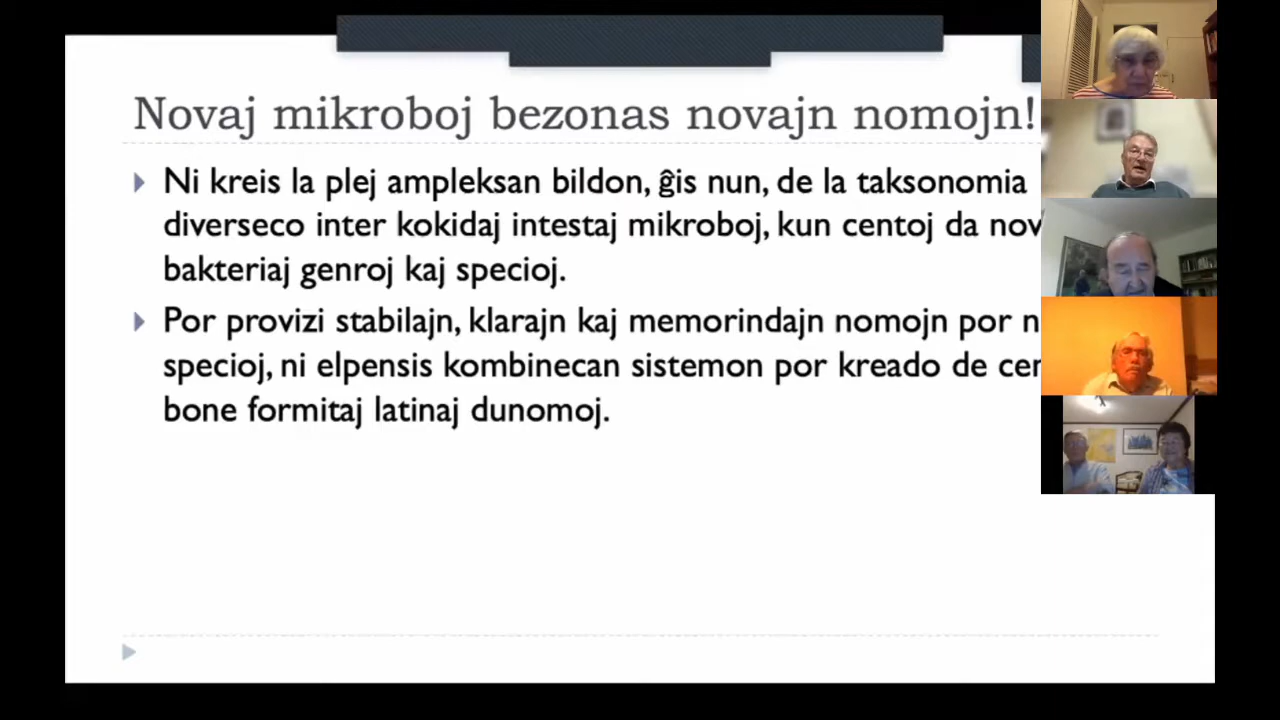 Novaj mikroboj bezonas novajn nomojn!
Ni kreis la plej ampleksan bildon, ĝis nun, de la taksonomia
diverseco inter kokidaj intestaj mikroboj, kun centoj da
bakteriaj genroj kaj specioj.
Por provizi stabilajn, klarajn kaj memorindajn nomojn por
specioj, ni elpensis kombinecan sistemon por kreado de
bone formitaj latinaj dunomoj.